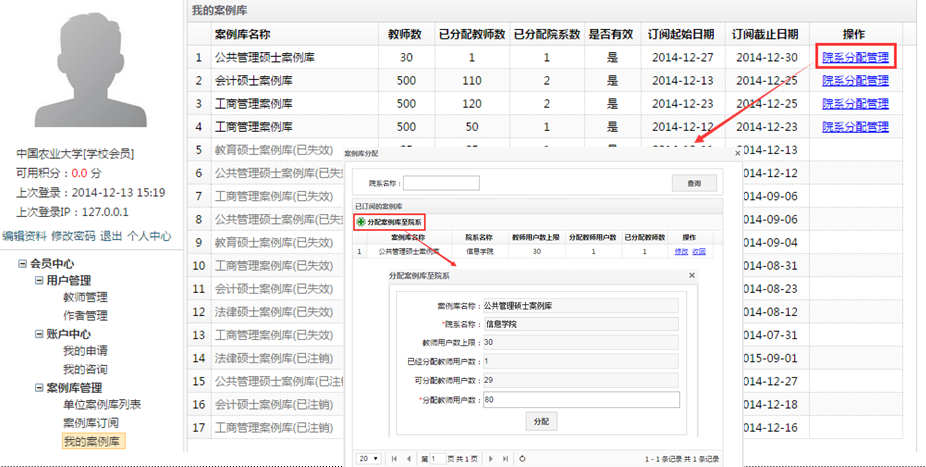 我的案例库
案例库名称 教师数 已分配教师数 已分配院系数 是否有效 订阅起始日期 订阅截止日期 操作
1 公共管理硕士案例库 30 1 1 是 2014-12-27 2014-12-30 院系分配管理
2 会计硕士案例库 500 110 2 是 2014-12-13 2014-12-25 院系分配管理
3 工商管理案例库 500 120 2 是 2014-12-23 2014-12-25 院系分配管理
4 工商管理案例库 500 50 1 是 2014-12-12 2014-12-23 院系分配管理
5 教育硕士案例库(已失效) 2014-12-13
6 公共管理硕士案例库(已失 014-12-12
7 工商管理案例库(已失效) 014-09-06
8 公共管理硕士案例库(已失 014-09-06
9 教育硕士案例库(已失效) 014-09-04
10 工商管理案例库(已失效) 014-08-31
11 会计硕士案例库(已失效) 014-08-23
12 法律硕士案例库(已失效) 014-08-12
13 工商管理案例库(已失效) 014-07-31
14 法律硕士案例库(已注销) 015-09-01
15 公共管理硕士案例库(已注 014-12-27
16 会计硕士案例库(已注销) 014-12-18
17 工商管理案例库(已注销) 014-12-16
中国农业大学[学校会员]
可用积分：0.0 分
上次登录：2014-12-13 15:19
上次登录IP：127.0.0.1
编辑资料 修改密码 退出 个人中心
会员中心
用户管理
教师管理
作者管理
账户中心
我的申请
我的咨询
案例库管理
单位案例库列表
案例库订阅
我的案例库
案例库分配
院系名称： 查询
已订阅的案例库
分配案例库至院系
案例库名称 院系名称 教师用户数上限 分配教师用户数 已分配教师数 操作
1 公共管理硕士案例库 信息学院 30 1 1 修改 收回
分配案例库至院系
案例库名称：公共管理硕士案例库
*院系名称：信息学院
教师用户数上限：30
已经分配教师用户数：1
可分配教师用户数：29
*分配教师用户数：80
分配
20 第 1 页 共 1 页 1 - 1 条记录 共 1 条记录